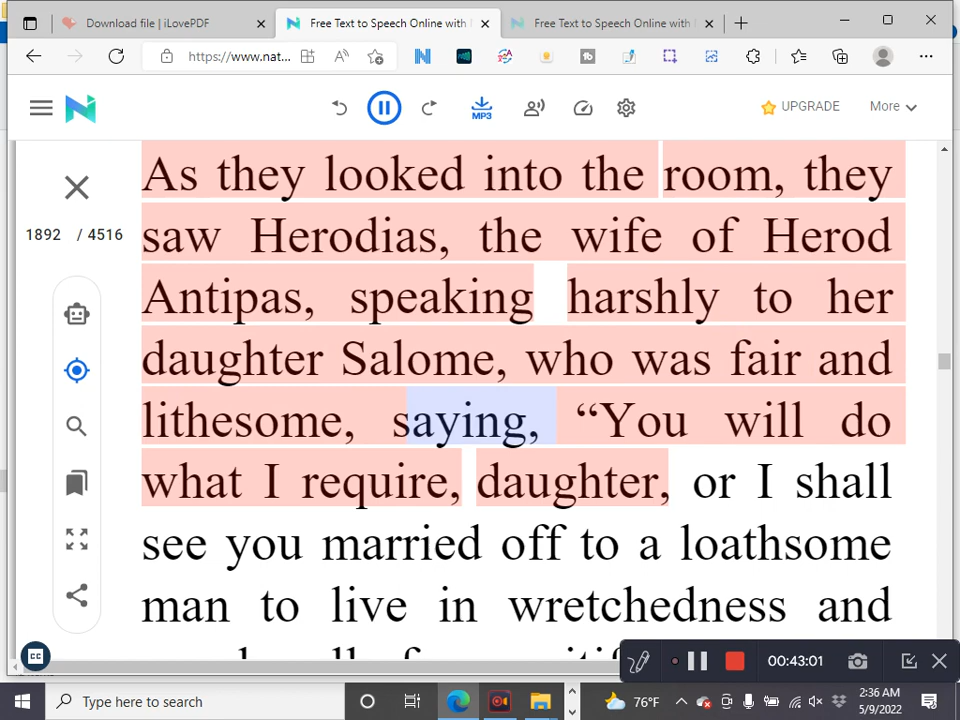 Download file | iLovePDF
Free Text to Speech Online with
Free Text to Speech Online with
https://www.nat...
MP3
UPGRADE
More
As they looked into the room, they
saw Herodias, the wife of Herod
Antipas, speaking harshly to her
daughter Salome, who was fair and
lithesome, saying, “You will do
what I require, daughter, or I shall
see you married off to a loathsome
man to live in wretchedness and
1892 / 4516
CC
00:43:01
Type here to search
76°F
2:36 AM
5/9/2022